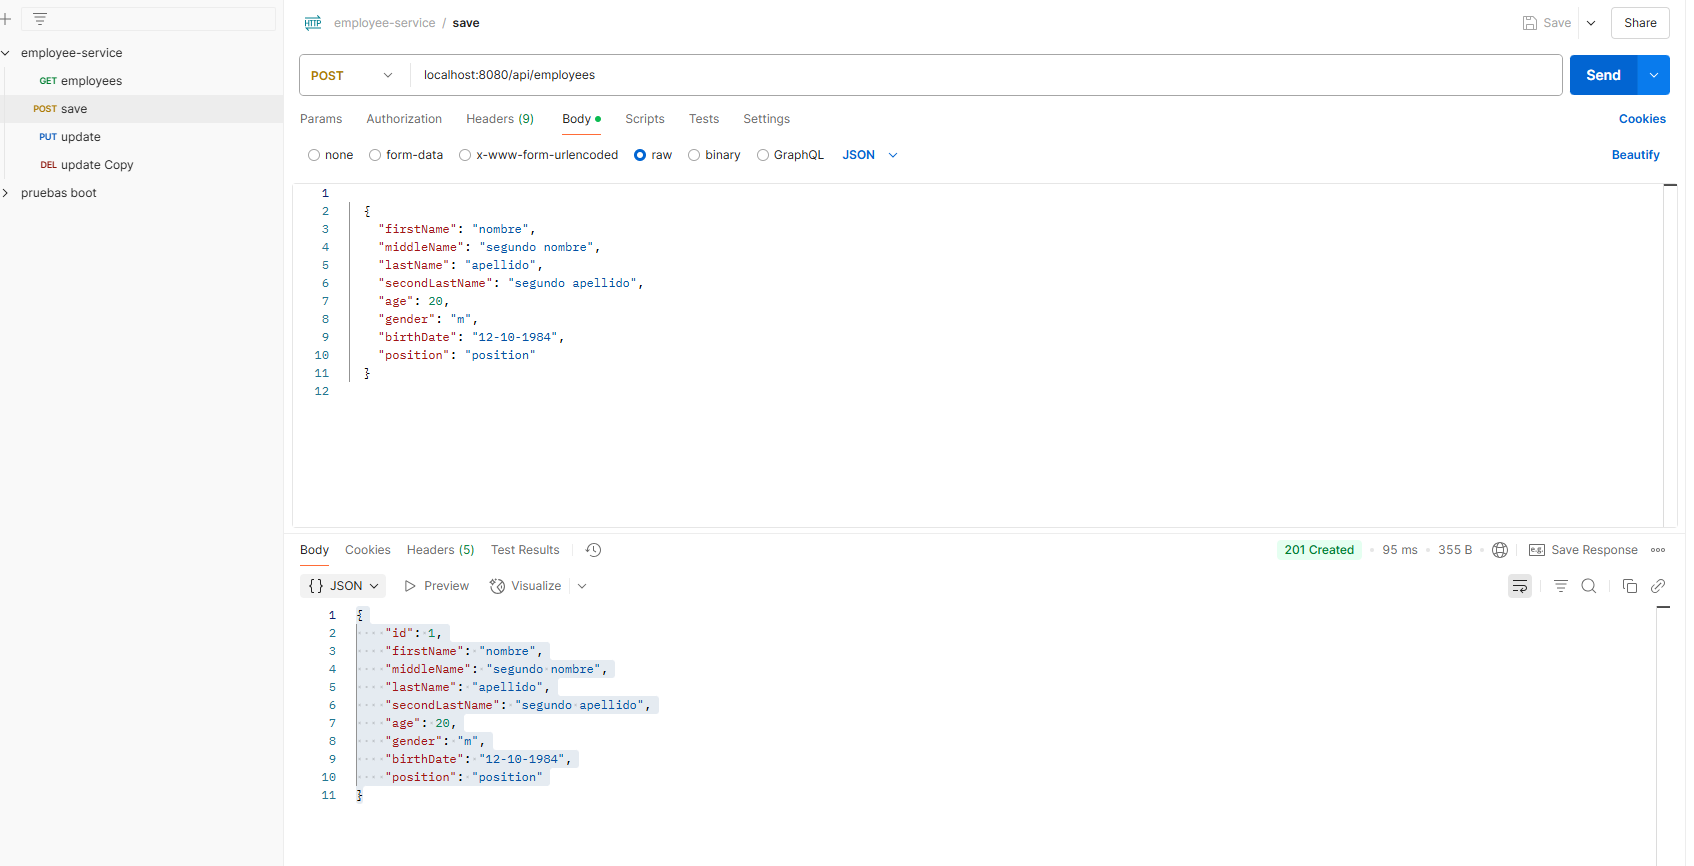 employee-service
GET employees
POST save
PUT update
DEL update Copy
pruebas boot
HTTP employee-service / save
Save
Share
POST
localhost:8080/api/employees
Send
Params Authorization Headers (9) Body Scripts Tests Settings
Cookies
none form-data x-www-form-urlencoded raw binary GraphQL JSON
Beautify
1
2 {
3 "firstName": "nombre",
4 "middleName": "segundo nombre",
5 "lastName": "apellido",
6 "secondLastName": "segundo apellido",
7 "age": 20,
8 "gender": "m",
9 "birthDate": "12-10-1984",
10 "position": "position"
11 }
12
Body Cookies Headers (5) Test Results
201 Created • 95 ms • 355 B • e.g. Save Response
{} JSON Preview Visualize
1 {
2 "id": 1,
3 "firstName": "nombre",
4 "middleName": "segundo nombre",
5 "lastName": "apellido",
6 "secondLastName": "segundo apellido",
7 "age": 20,
8 "gender": "m",
9 "birthDate": "12-10-1984",
10 "position": "position"
11 }